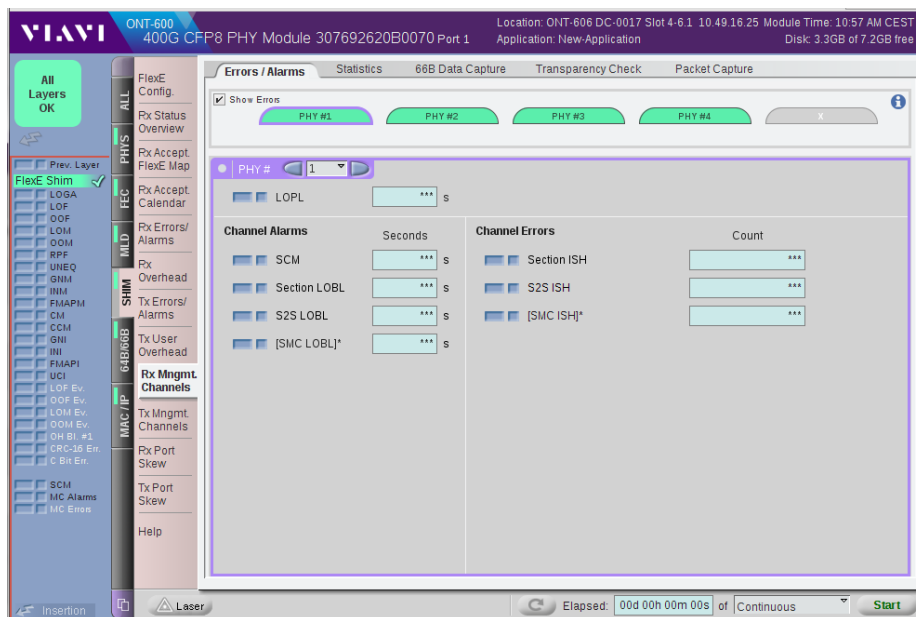 VIAVI
ONT-600
400G CFP8 PHY Module 307692620B0070 Port 1
Location: ONT-606 DC-0017 Slot 4-6.1 10.49.16.25 Module Time: 10:57 AM CEST
Application: New-Application
Disk: 3.3GB of 7.2GB free
All
Layers
OK
Prev. Layer
FlexE Shim
LOGA
LOF
OOF
LOM
OOM
RPF
UNEQ
GNM
INM
FMAPM
CM
CCM
GNI
INI
FMAPI
UCI
LOF Ev.
OOF Ev.
LOM Ev.
OOM Ev.
OH Bl. #1
CRC-16 Err.
C Bit Err.
SCM
MC Alarms
MC Errors
Insertion
ALL
PHYS
FEC
MLD
SHIM
64B/66B
MAC / IP
FlexE
Config.
Rx Status
Overview
Rx Accept.
FlexE Map
Rx Accept.
Calendar
Rx Errors/
Alarms
Rx
Overhead
Tx Errors/
Alarms
Tx User
Overhead
Rx Mngmt.
Channels
Tx Mngmt.
Channels
Rx Port
Skew
Tx Port
Skew
Help
Errors / Alarms
Statistics
66B Data Capture
Transparency Check
Packet Capture
Show Errors
PHY #1
PHY #2
PHY #3
PHY #4
X
PHY #
1
LOPL *** s
Channel Alarms
Seconds
SCM *** s
Section LOBL *** s
S2S LOBL *** s
[SMC LOBL]* *** s
Channel Errors
Count
Section ISH ***
S2S ISH ***
[SMC ISH]* ***
Laser
Elapsed: 00d 00h 00m 00s of Continuous
Start